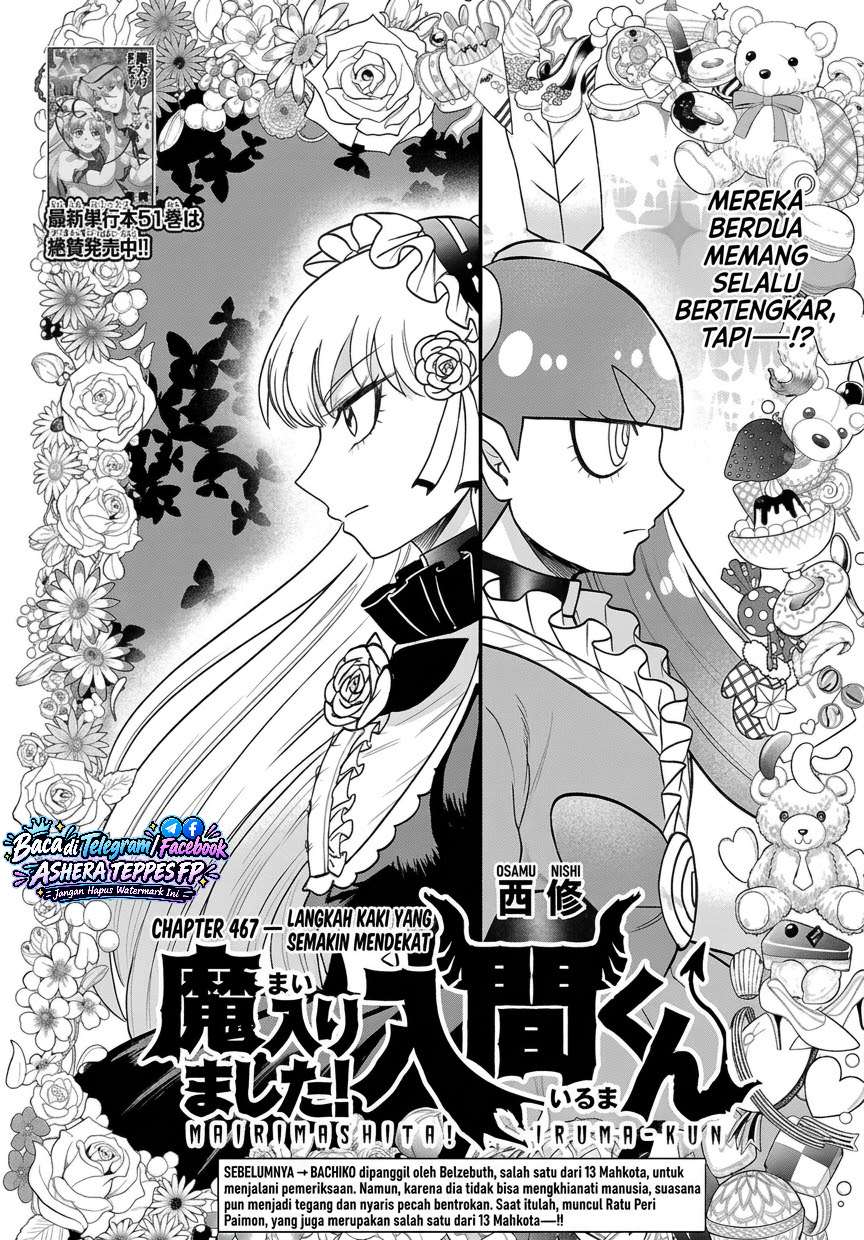 最新単行本51巻は
絶賛発売中!!
MEREKA
BERDUA
MEMANG
SELALU
BERTENGKAR,
TAPI──!?
Baca di Telegram/Facebook
ASHERA TEPPES FP
Jangan Hapus Watermark Ini
OSAMU NISHI
西 修
CHAPTER 467 — LANGKAH KAKI YANG
SEMAKIN MENDEKAT
まい
魔入り
ました!
入間くん
いるま
MAIRIMASHITA! IRUMA-KUN
SEBELUMNYA → BACHIKO dipanggil oleh Belzebuth, salah satu dari 13 Mahkota, untuk
menjalani pemeriksaan. Namun, karena dia tidak bisa mengkhianati manusia, suasana
pun menjadi tegang dan nyaris pecah bentrokan. Saat itulah, muncul Ratu Peri
Paimon, yang juga merupakan salah satu dari 13 Mahkota──!!